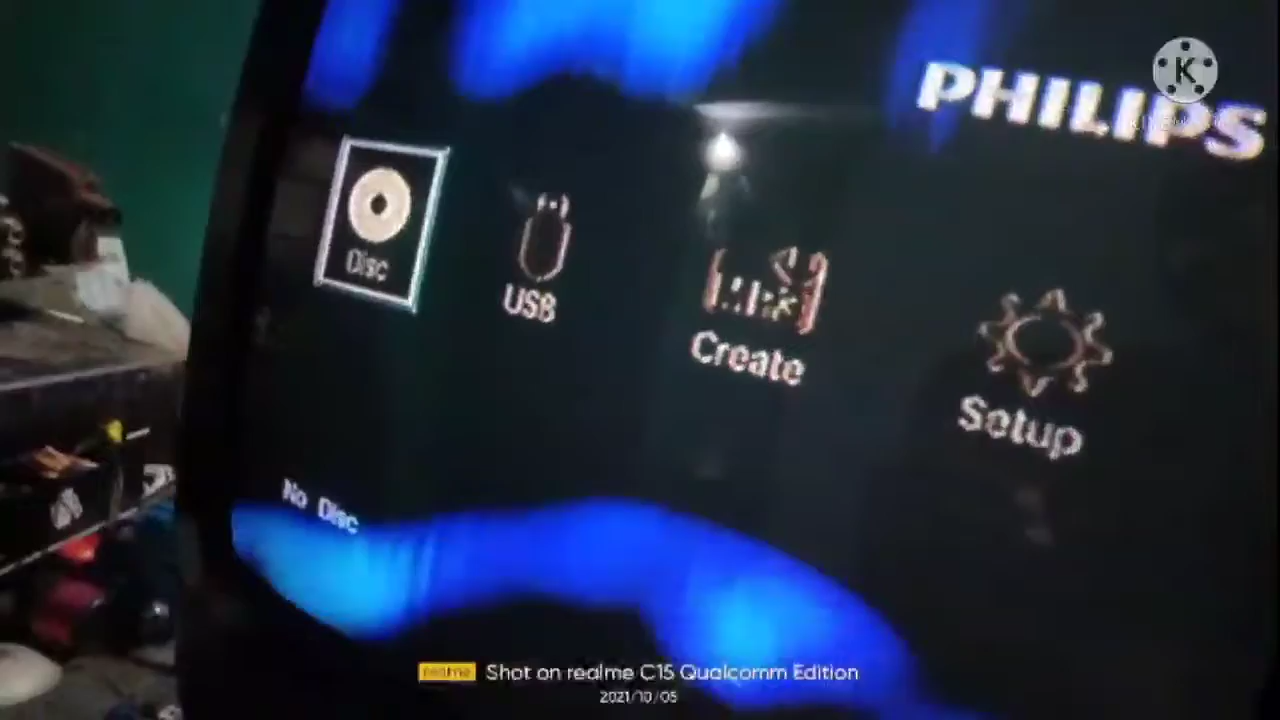 PHILIPS
K
Disc
USB
Create
Setup
No Disc
realme Shot on realme C15 Qualcomm Edition
2021/10/05